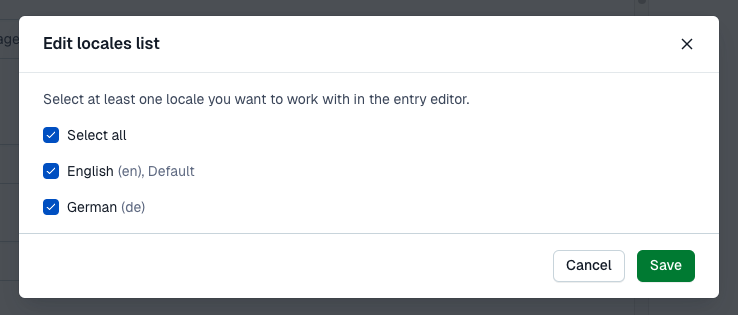 Edit locales list
Select at least one locale you want to work with in the entry editor.
Select all
English (en), Default
German (de)
Cancel
Save